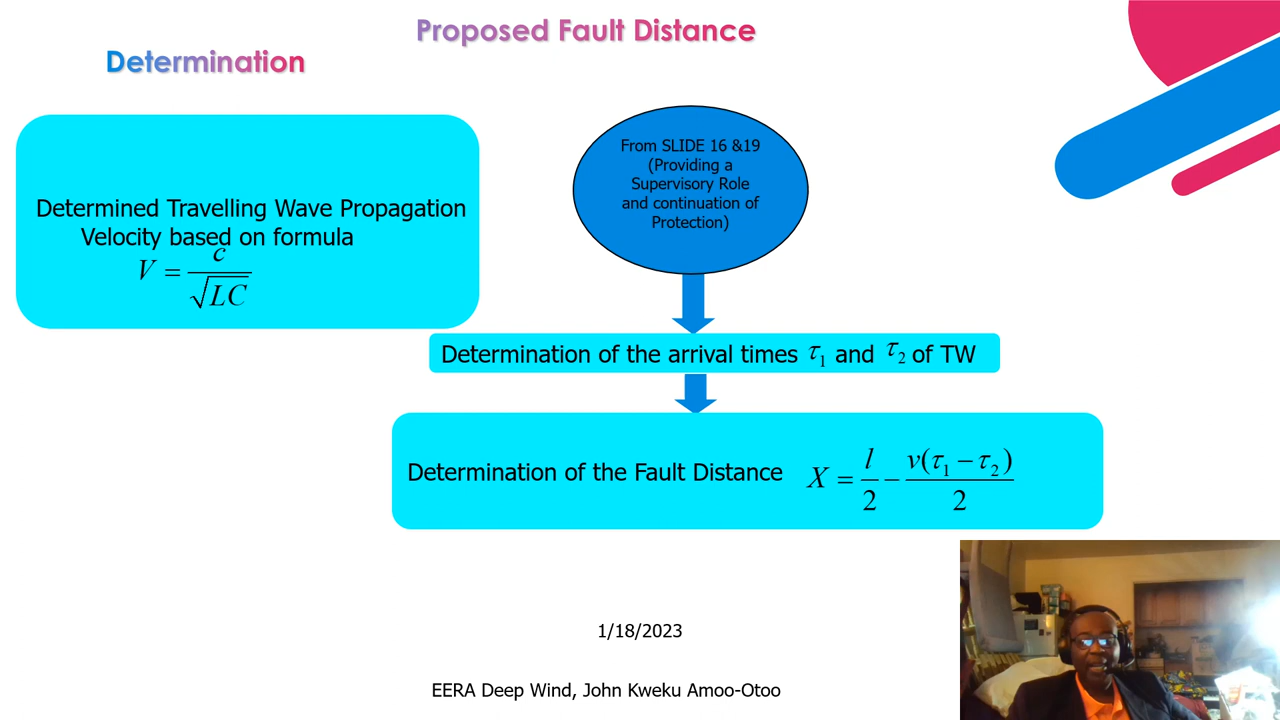 Proposed Fault Distance
Determination
Determined Travelling Wave Propagation
Velocity based on formula
V = c / √LC
From SLIDE 16 &19
(Providing a
Supervisory Role
and continuation of
Protection)
Determination of the arrival times τ₁ and τ₂ of TW
Determination of the Fault Distance X = l/2 − v(τ₁ − τ₂)/2
1/18/2023
EERA Deep Wind, John Kweku Amoo-Otoo